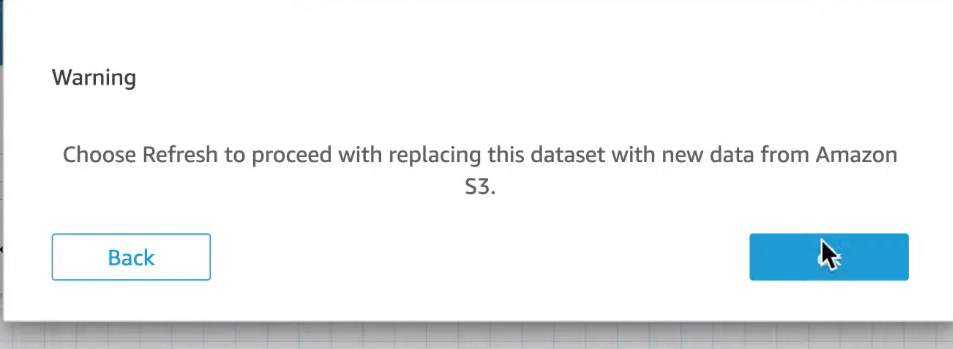 Warning
Choose Refresh to proceed with replacing this dataset with new data from Amazon
S3.
Back